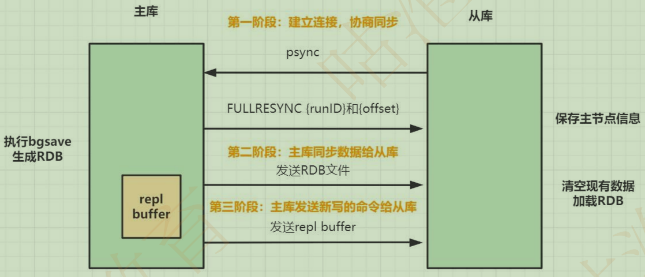 主库
从库
第一阶段：建立连接，协商同步
psync
FULLRESYNC {runID}和{offset}
保存主节点信息
执行bgsave
生成RDB
第二阶段：主库同步数据给从库
发送RDB文件
清空现有数据
加载RDB
repl
buffer
第三阶段：主库发送新写的命令给从库
发送repl buffer